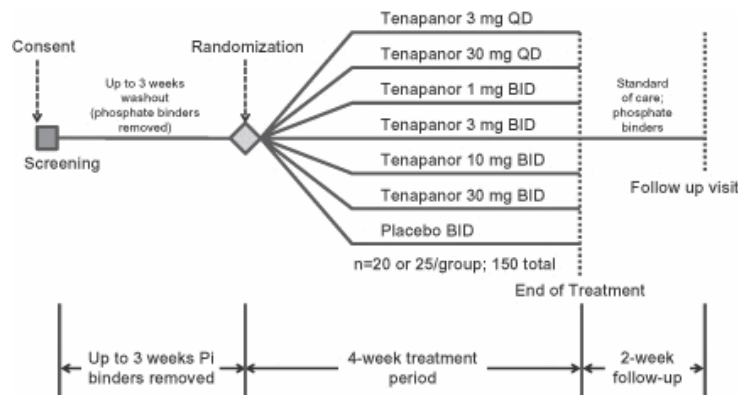 Consent
Randomization
Up to 3 weeks
washout
(phosphate binders
removed)
Screening
Tenapanor 3 mg QD
Tenapanor 30 mg QD
Tenapanor 1 mg BID
Tenapanor 3 mg BID
Tenapanor 10 mg BID
Tenapanor 30 mg BID
Placebo BID
n=20 or 25/group; 150 total
End of Treatment
Standard
of care;
phosphate
binders
Follow up visit
Up to 3 weeks Pi
binders removed
4-week treatment
period
2-week
follow-up